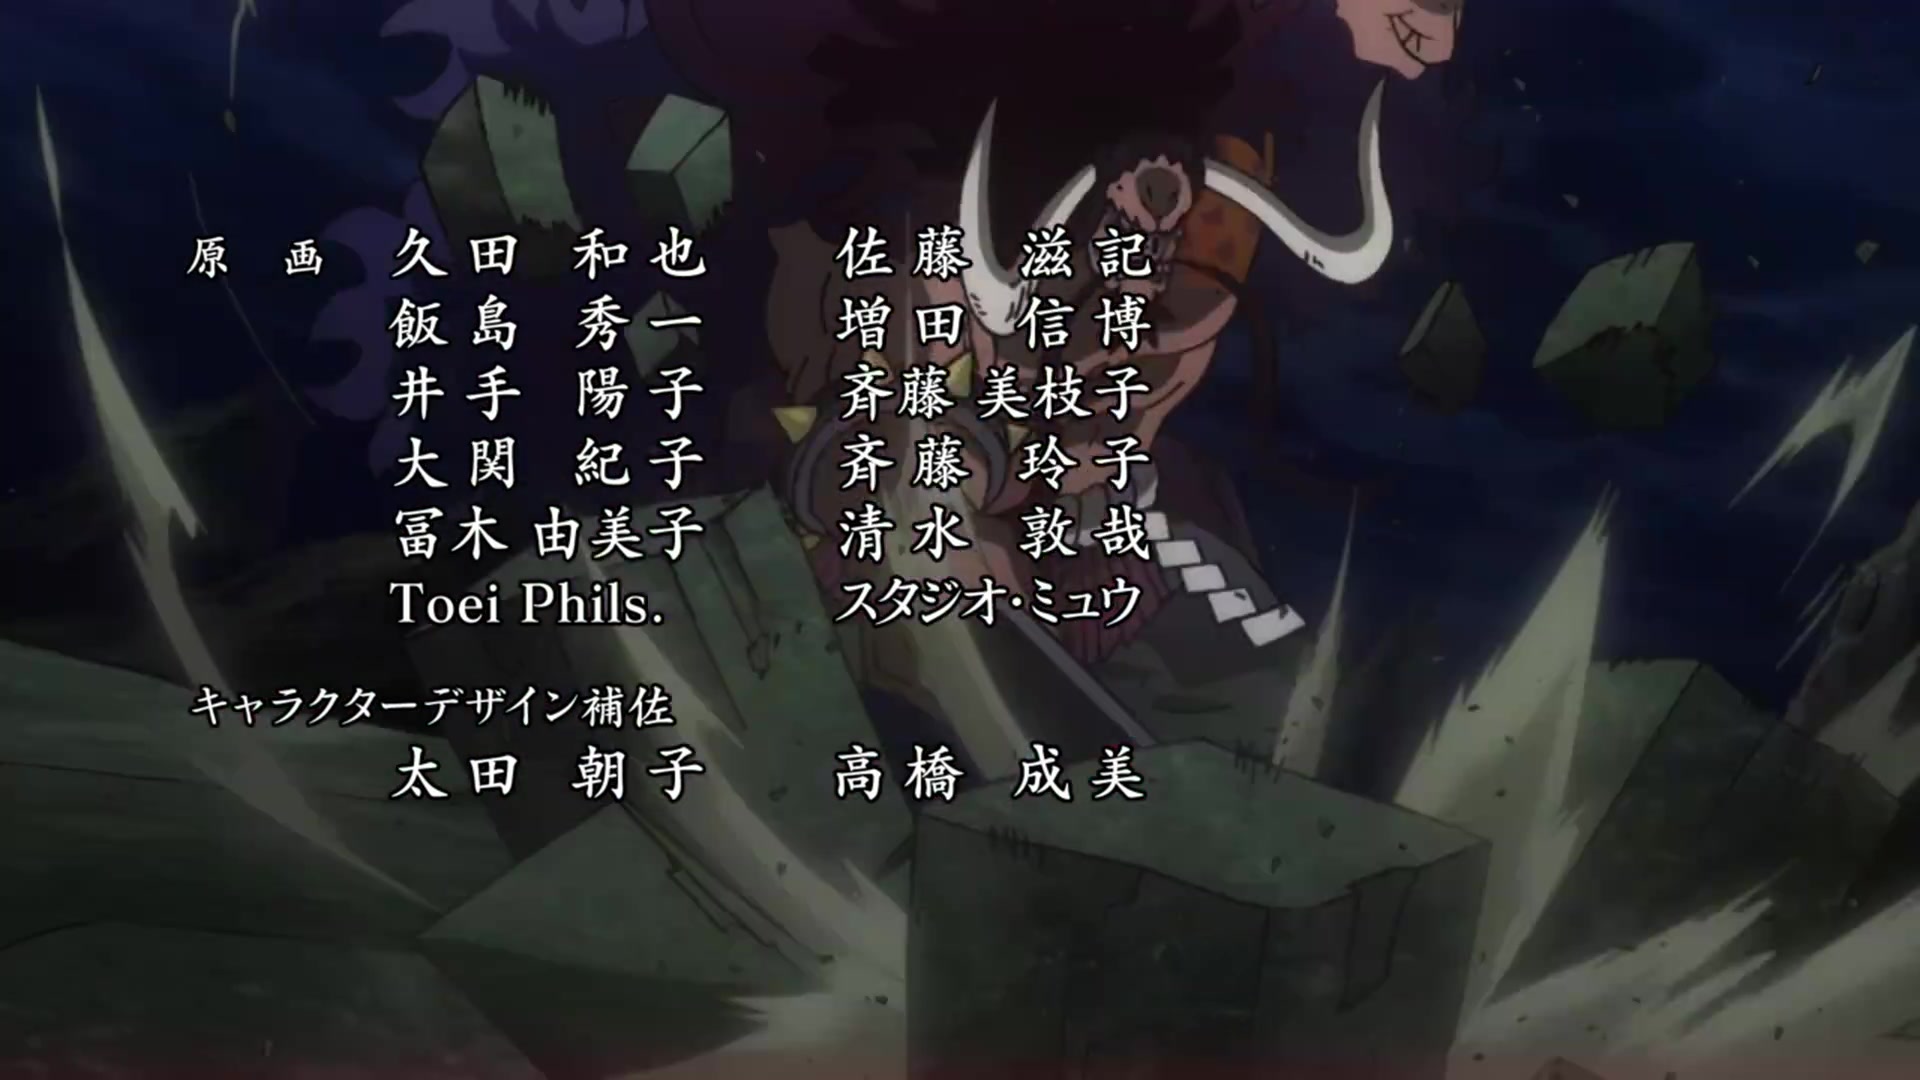 原画 久田 和也 佐藤 滋記
飯島 秀一 増田 信博
井手 陽子 斉藤 美枝子
大関 紀子 斉藤 玲子
冨木 由美子 清水 敦哉
Toei Phils. スタジオ・ミュウ
キャラクターデザイン補佐
太田 朝子 高橋 成美